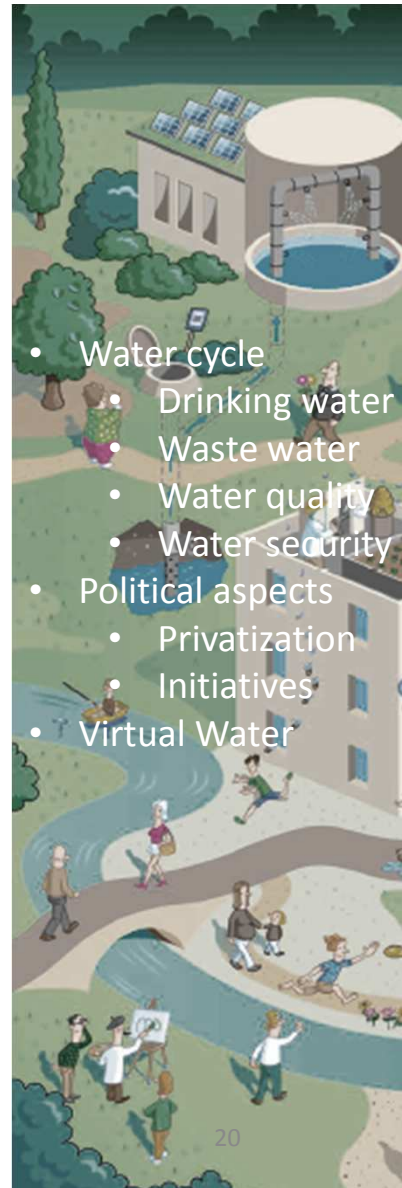 • Water cycle
• Drinking water
• Waste water
• Water quality
• Water security
• Political aspects
• Privatization
• Initiatives
• Virtual Water
20